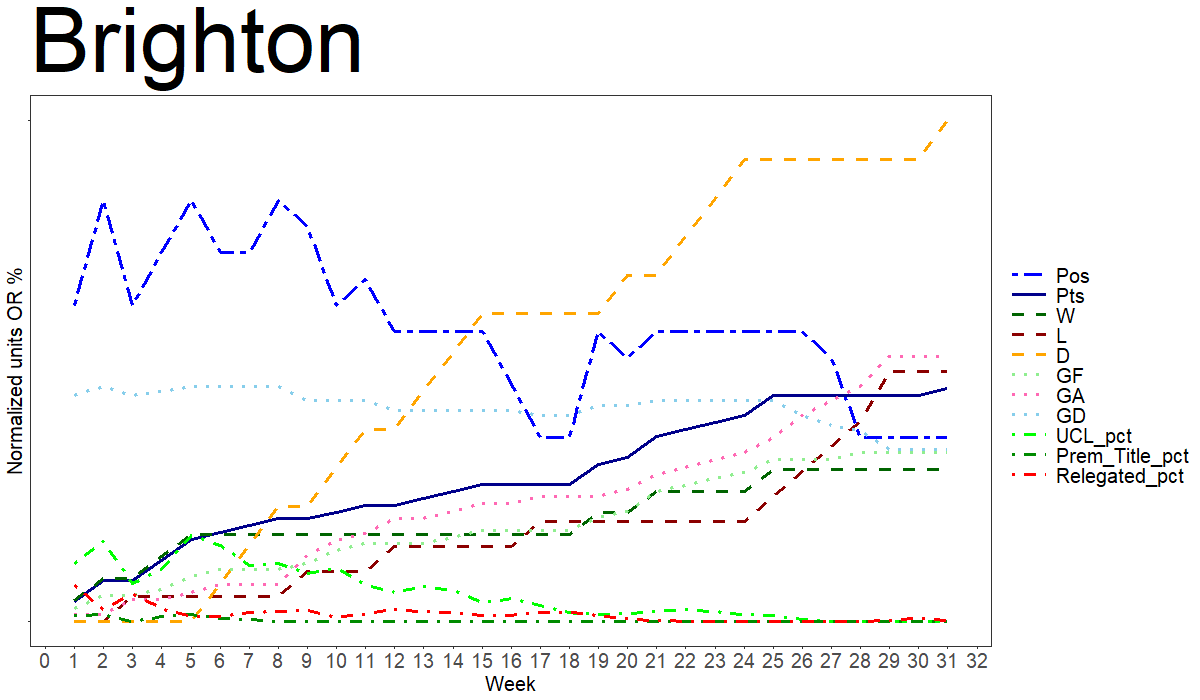 Brighton
Normalized units OR %
Pos
Pts
W
L
D
GF
GA
GD
UCL_pct
Prem_Title_pct
Relegated_pct
0 1 2 3 4 5 6 7 8 9 10 11 12 13 14 15 16 17 18 19 20 21 22 23 24 25 26 27 28 29 30 31 32
Week